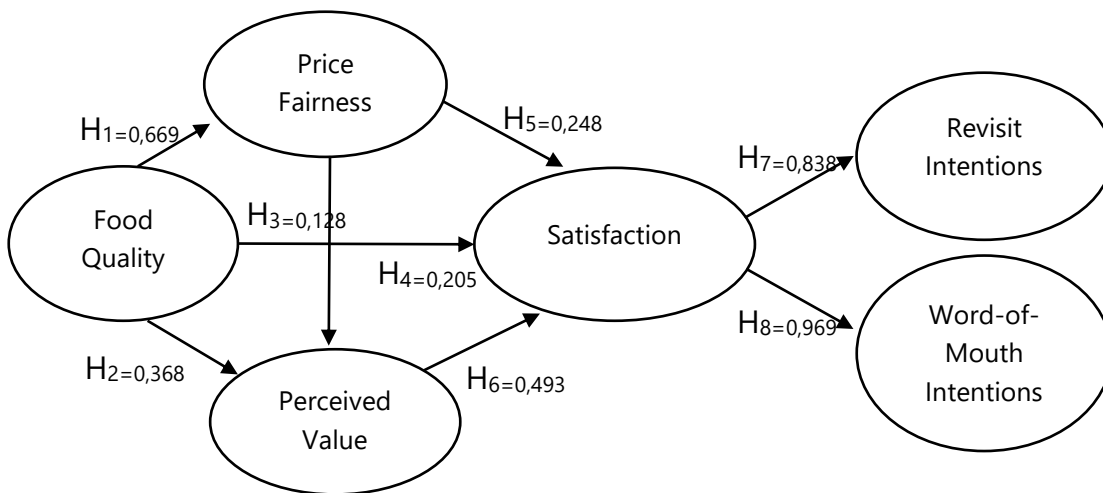 Price
Fairness
H1=0,669
H5=0,248
Revisit
Intentions
H7=0,838
Food
Quality
H3=0,128
Satisfaction
H4=0,205
H8=0,969
Word-of-
Mouth
Intentions
H2=0,368
H6=0,493
Perceived
Value